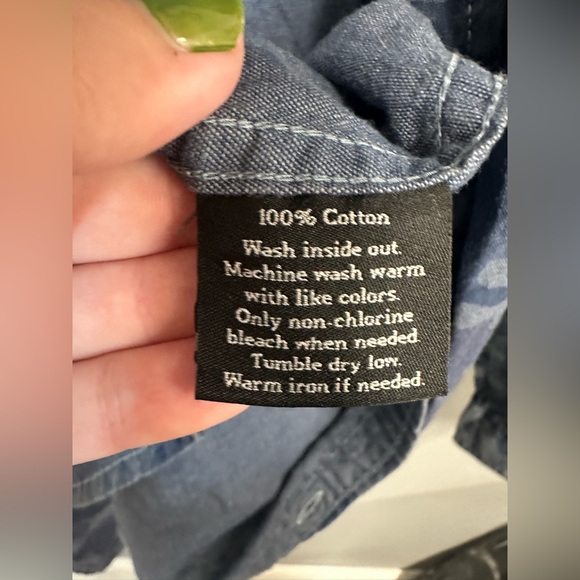 100% Cotton
Wash inside out.
Machine wash warm
with like colors.
Only non-chlorine
bleach when needed.
Tumble dry low.
Warm iron if needed.